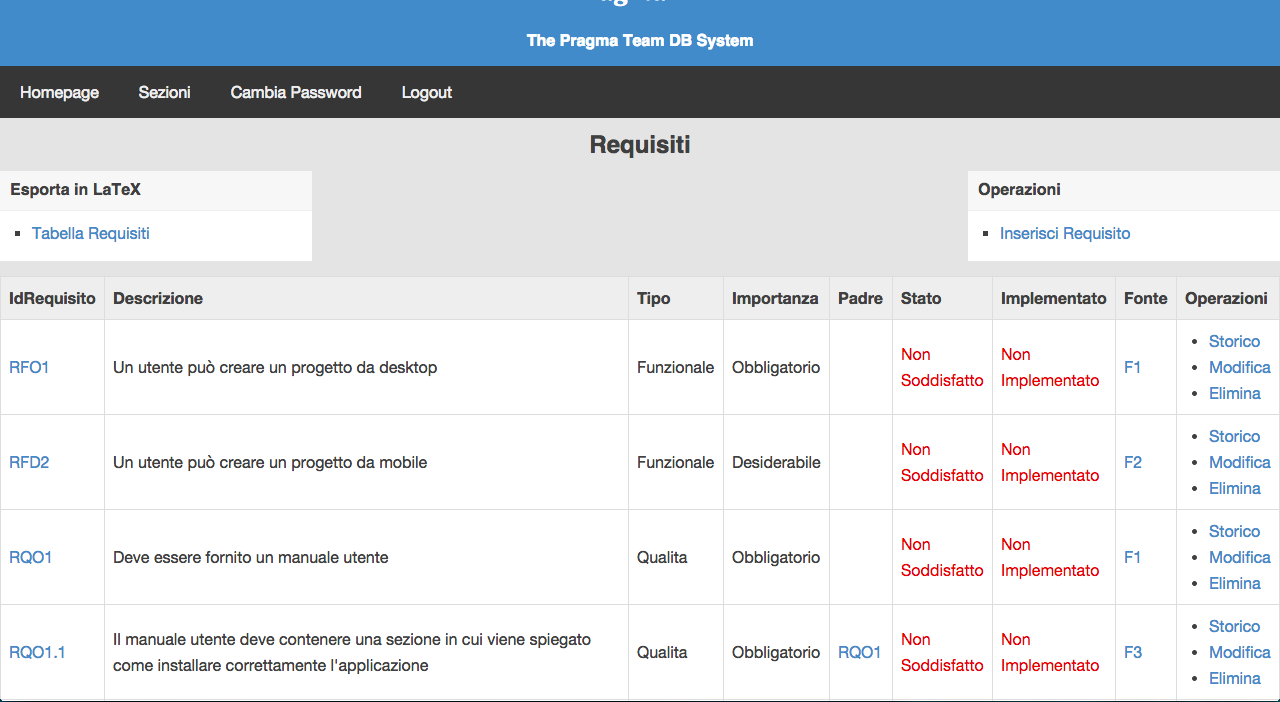 The Pragma Team DB System
Homepage Sezioni Cambia Password Logout
Requisiti
Esporta in LaTeX
Tabella Requisiti
Operazioni
Inserisci Requisito
IdRequisito Descrizione Tipo Importanza Padre Stato Implementato Fonte Operazioni
RFO1 Un utente può creare un progetto da desktop Funzionale Obbligatorio Non Soddisfatto Non Implementato F1 Storico Modifica Elimina
RFD2 Un utente può creare un progetto da mobile Funzionale Desiderabile Non Soddisfatto Non Implementato F2 Storico Modifica Elimina
RQO1 Deve essere fornito un manuale utente Qualita Obbligatorio Non Soddisfatto Non Implementato F1 Storico Modifica Elimina
RQO1.1 Il manuale utente deve contenere una sezione in cui viene spiegato come installare correttamente l'applicazione Qualita Obbligatorio RQO1 Non Soddisfatto Non Implementato F3 Storico Modifica Elimina